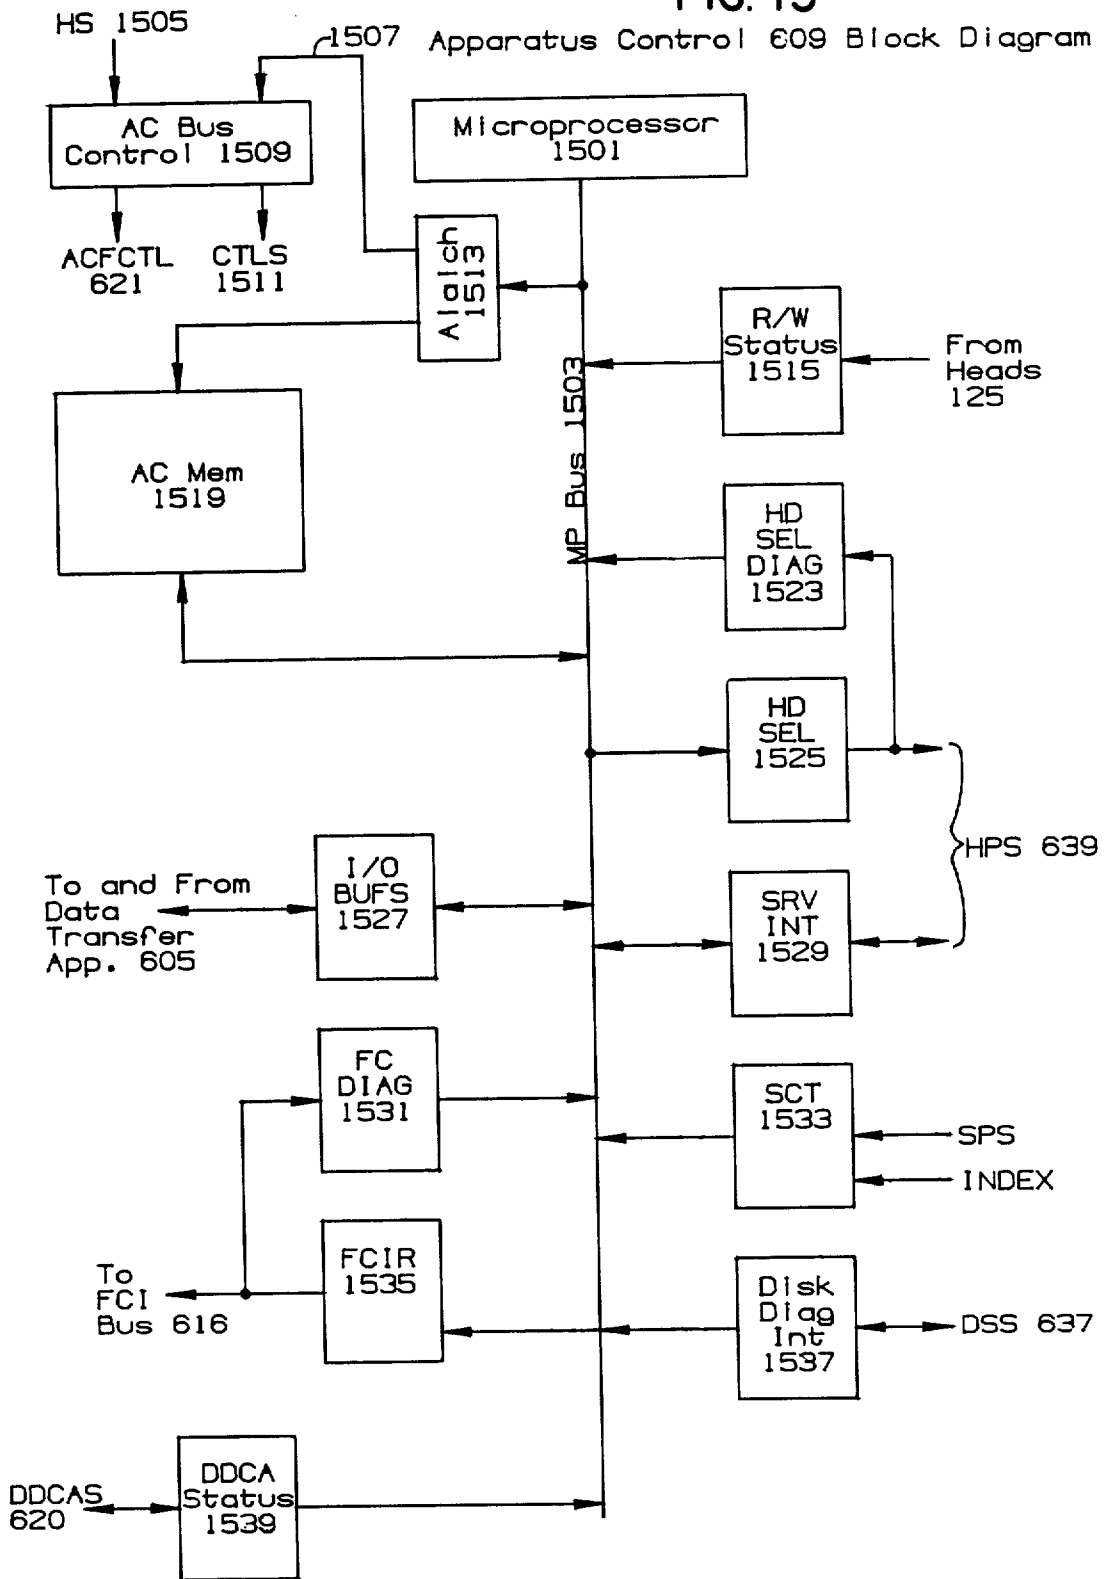 FIG. 15
HS 1505
1507
Apparatus Control 609 Block Diagram
AC Bus
Control 1509
Microprocessor
1501
ACFCTL
621
CTLS
1511
Alatch
1513
R/W
Status
1515
From
Heads
125
MP Bus 1503
AC Mem
1519
HD
SEL
DIAG
1523
HD
SEL
1525
HPS 639
To and From
Data
Transfer
App. 605
I/O
BUFS
1527
SRV
INT
1529
FC
DIAG
1531
SCT
1533
SPS
INDEX
To
FCI
Bus 616
FCIR
1535
Disk
Diag
Int
1537
DSS 637
DDCAS
620
DDCA
Status
1539